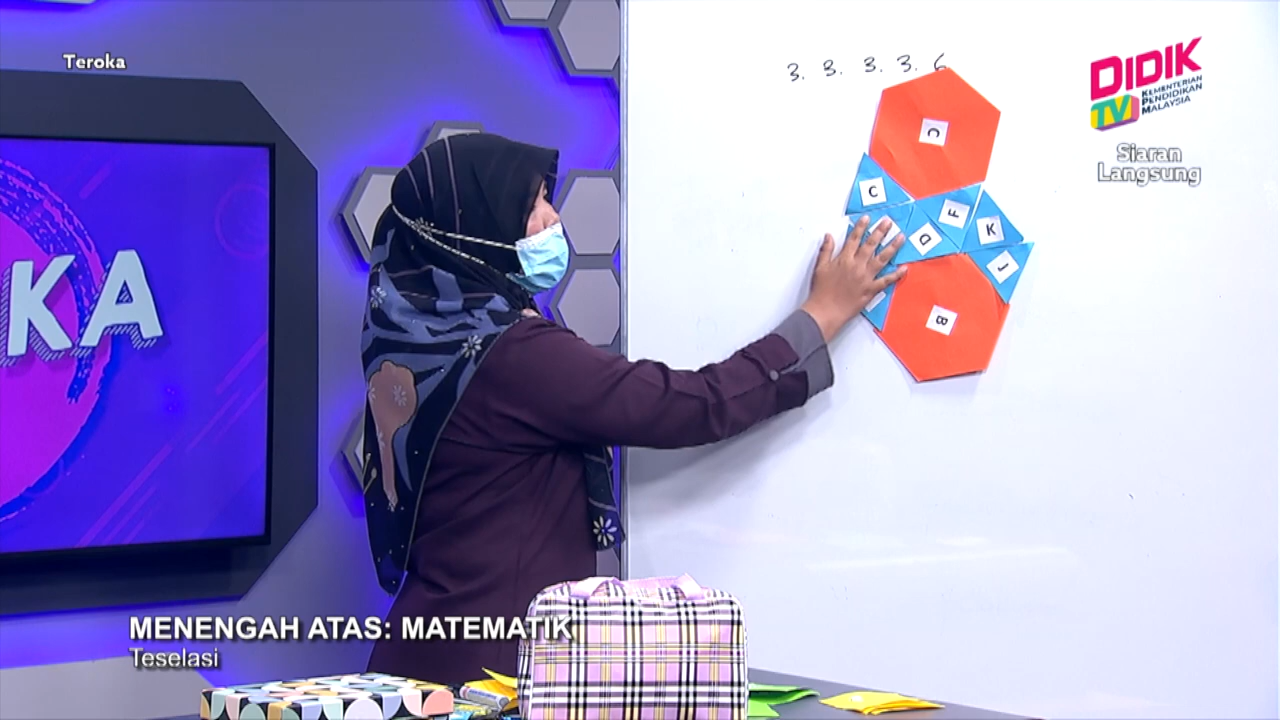 Teroka
KA
3. 3. 3. 3. 6
DIDIK
TV
KEMENTERIAN
PENDIDIKAN
MALAYSIA
Siaran
Langsung
C
C
F
K
D
J
B
MENENGAH ATAS: MATEMATIK
Teselasi